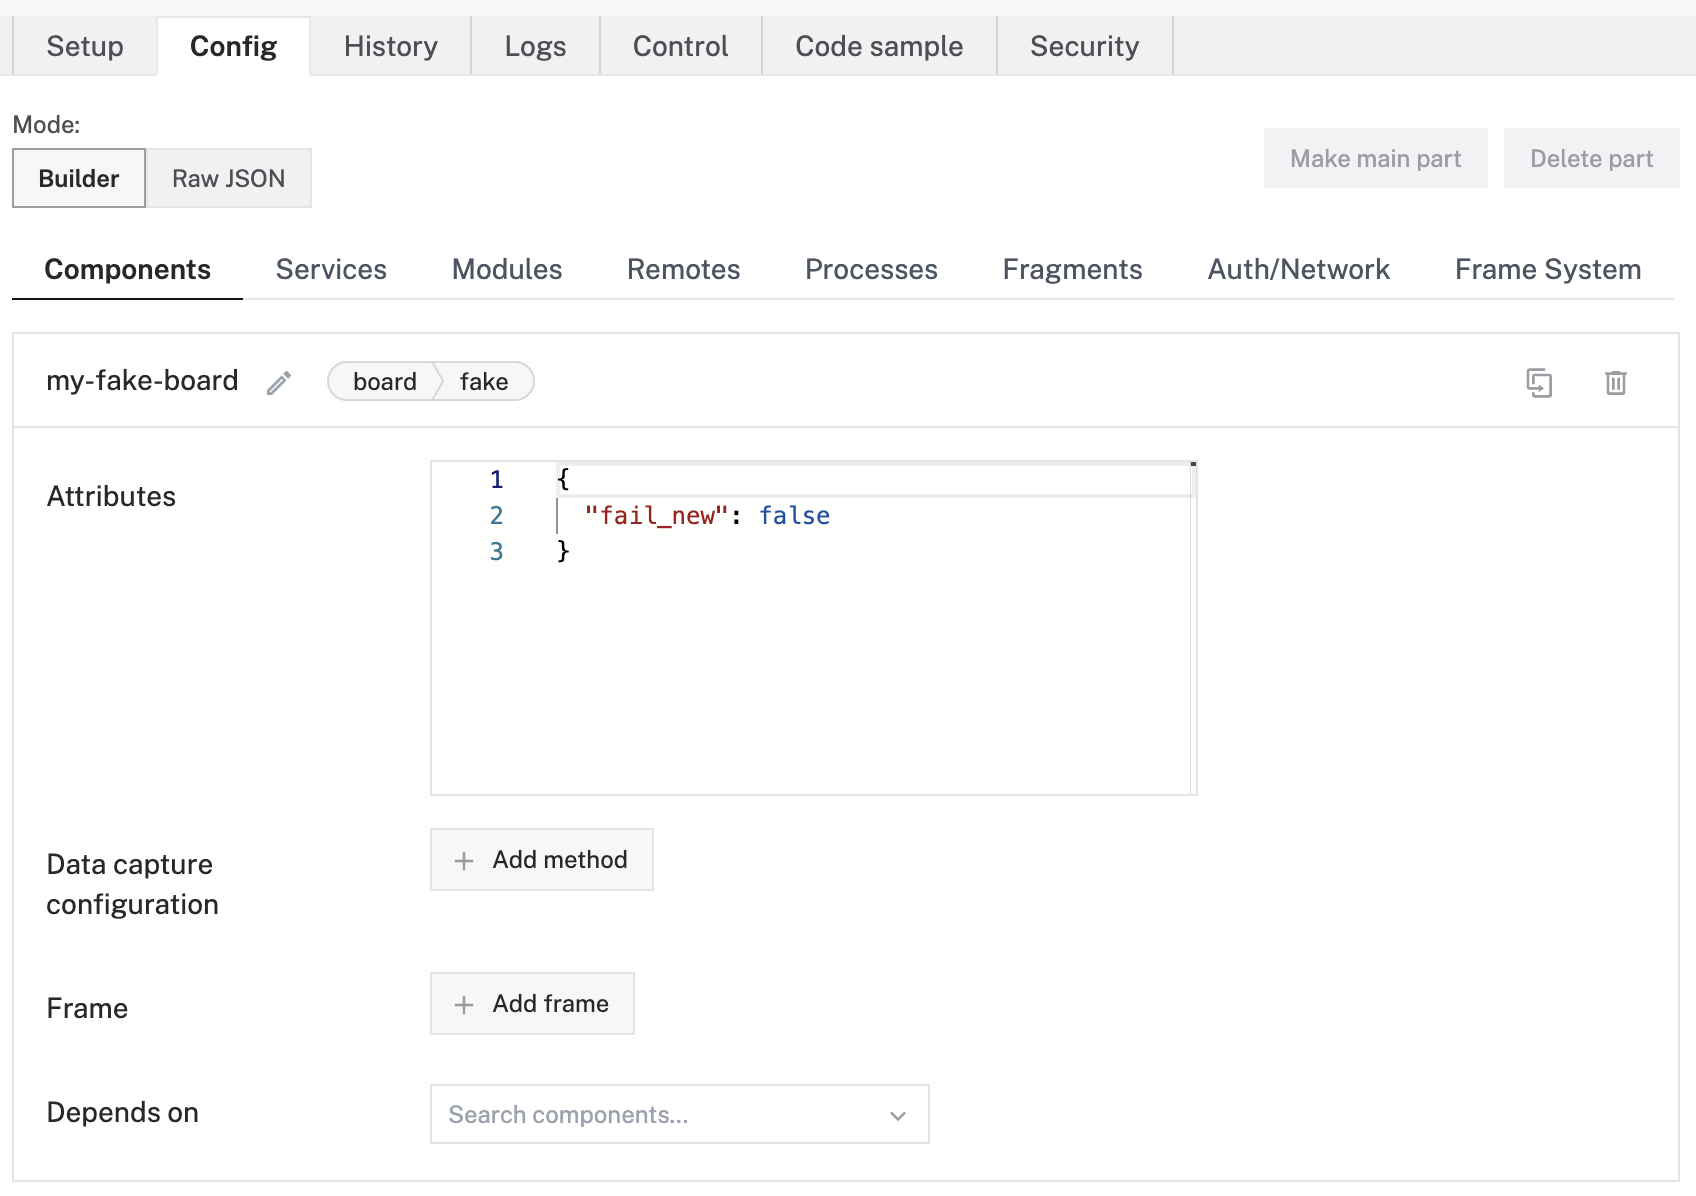 Setup Config History Logs Control Code sample Security
Mode:
Builder Raw JSON Make main part Delete part
Components Services Modules Remotes Processes Fragments Auth/Network Frame System
my-fake-board board fake
Attributes
1 {
2 "fail_new": false
3 }
Data capture
configuration
+ Add method
Frame
+ Add frame
Depends on
Search components...